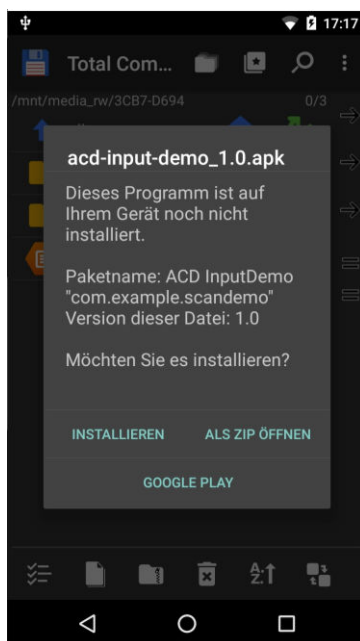 17:17
Total Com...
/mnt/media_rw/3CB7-D694 0/3
acd-input-demo_1.0.apk
Dieses Programm ist auf
Ihrem Gerät noch nicht
installiert.
Paketname: ACD InputDemo
"com.example.scandemo"
Version dieser Datei: 1.0
Möchten Sie es installieren?
INSTALLIEREN ALS ZIP ÖFFNEN
GOOGLE PLAY
A
Z